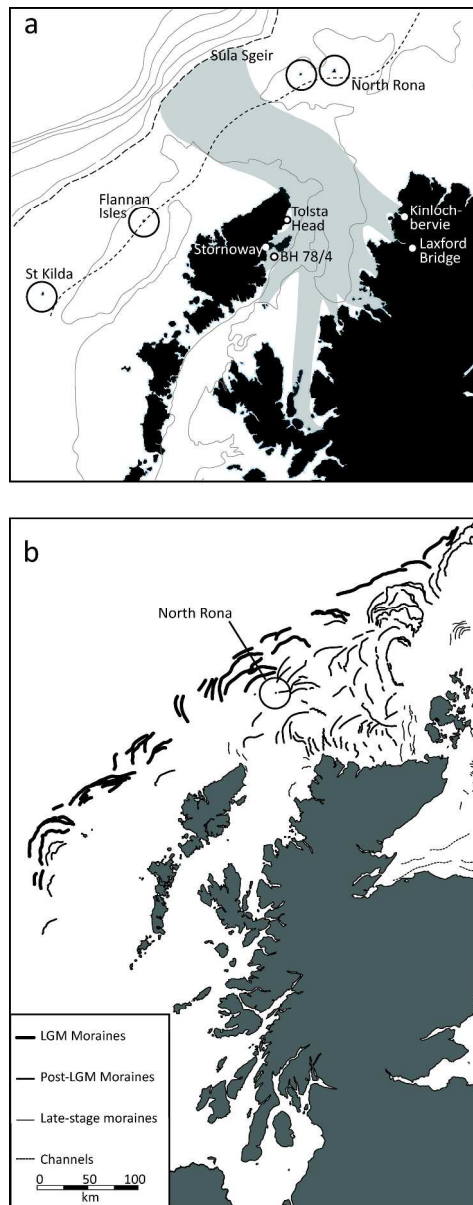 a
Sula Sgeir
North Rona
Flannan
Isles
Tolsta
Head
Kinloch-
bervie
Stornoway
BH 78/4
Laxford
Bridge
St Kilda
b
North Rona
LGM Moraines
Post-LGM Moraines
Late-stage moraines
Channels
0 50 100
km